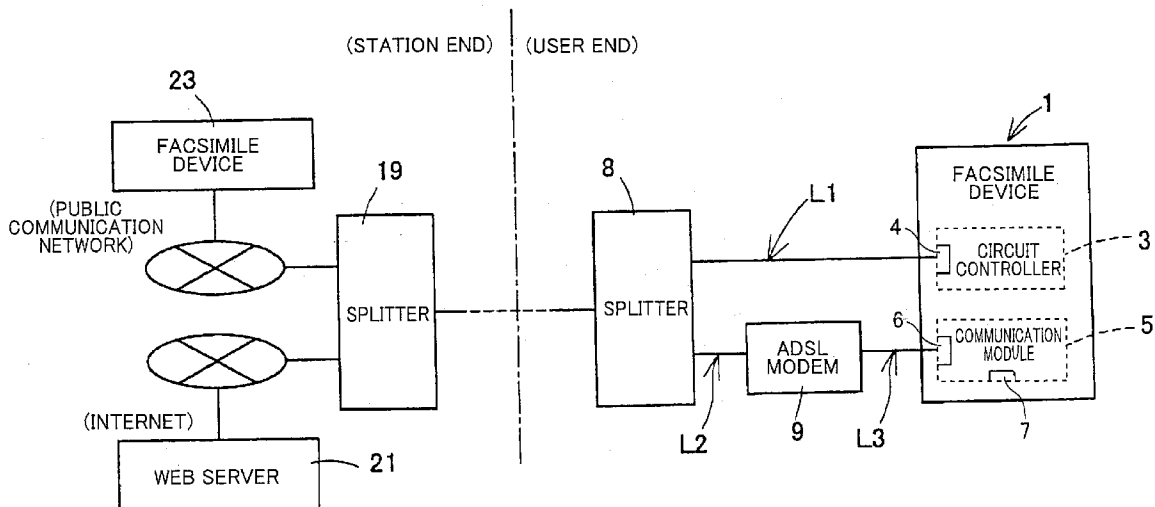 (STATION END)
(USER END)
23
FACSIMILE
DEVICE
(PUBLIC
COMMUNICATION
NETWORK)
19
SPLITTER
(INTERNET)
WEB SERVER
21
8
SPLITTER
L1
L2
ADSL
MODEM
9
L3
1
FACSIMILE
DEVICE
4
CIRCUIT
CONTROLLER
3
6
COMMUNICATION
MODULE
5
7